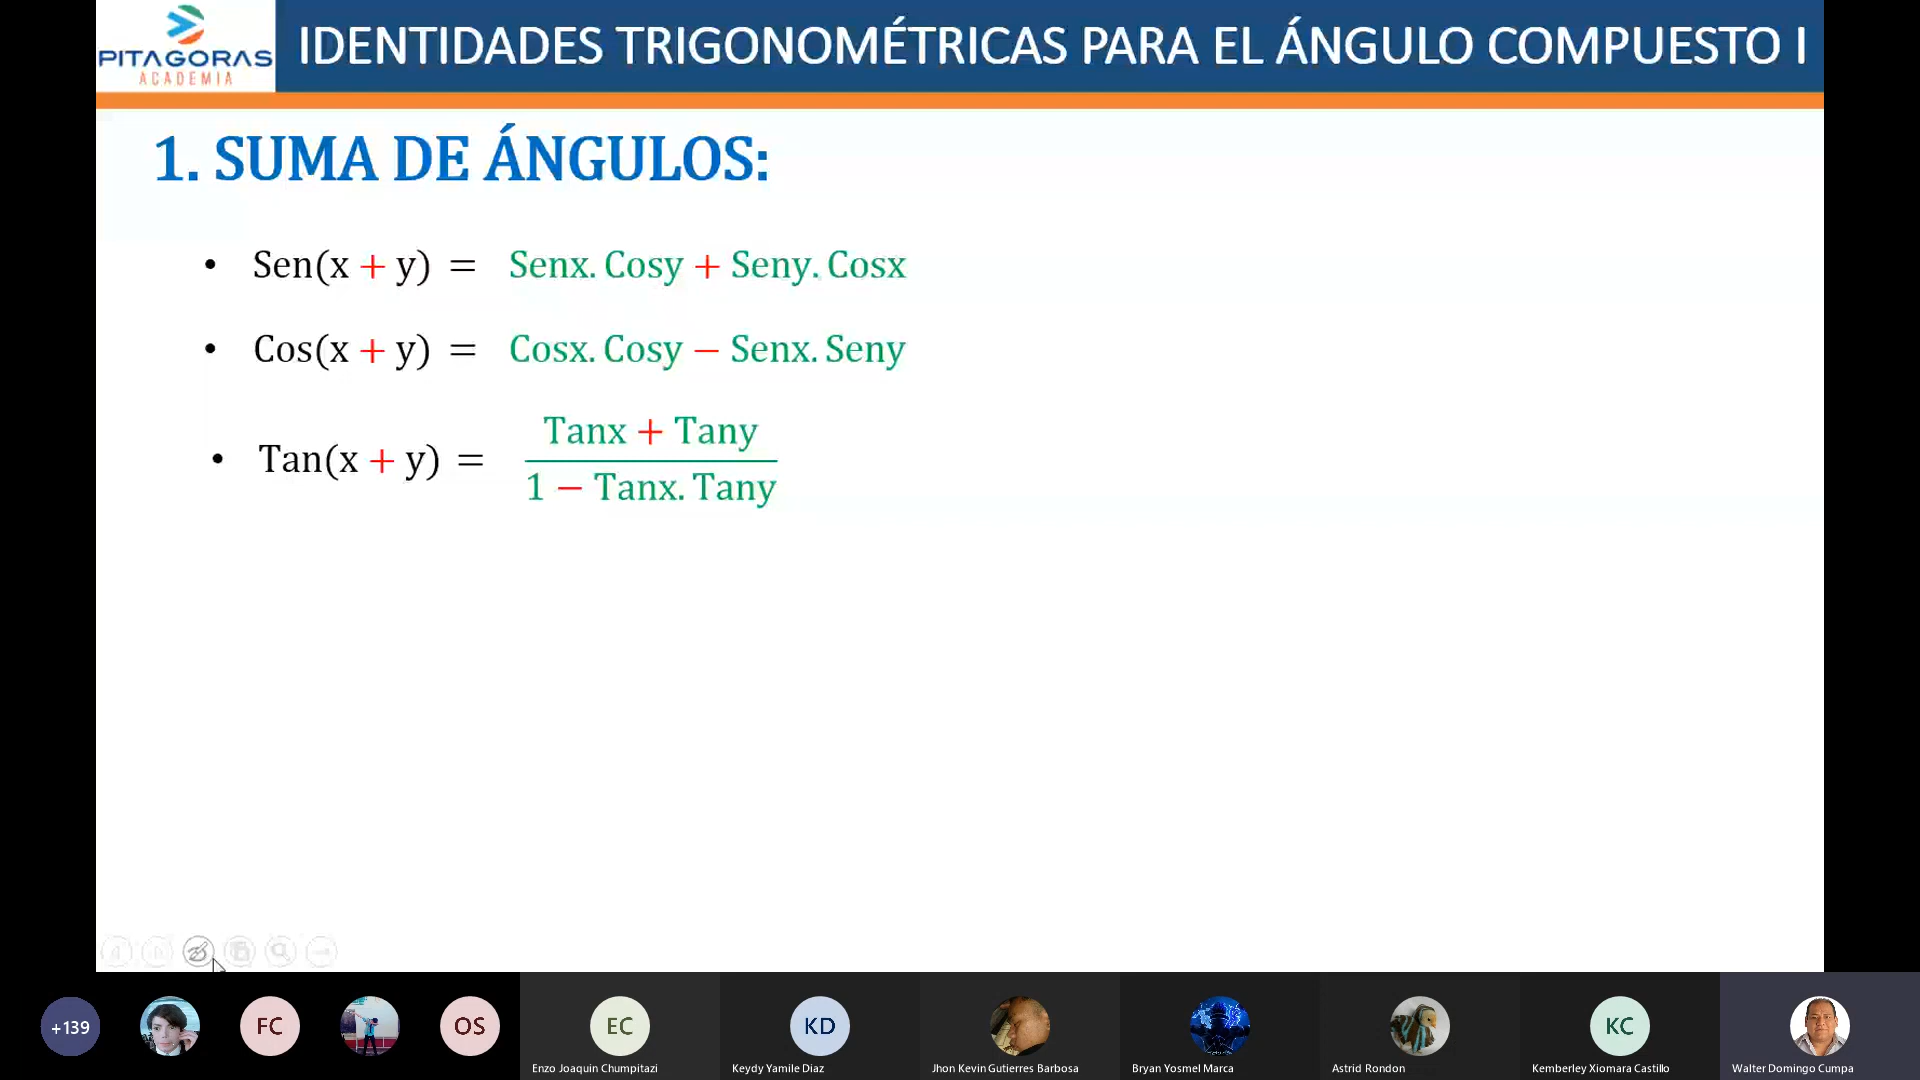 PITAGORAS
ACADEMIA
IDENTIDADES TRIGONOMÉTRICAS PARA EL ÁNGULO COMPUESTO I
1. SUMA DE ÁNGULOS:
• Sen(x + y) = Senx. Cosy + Seny. Cosx
• Cos(x + y) = Cosx. Cosy − Senx. Seny
• Tan(x + y) = 
Tanx + Tany
1 − Tanx. Tany
+139
FC
OS
EC
KD
KC
Enzo Joaquin Chumpitazi
Keydy Yamile Diaz
Jhon Kevin Gutierres Barbosa
Bryan Yosmel Marca
Astrid Rondon
Kemberley Xiomara Castillo
Walter Domingo Cumpa